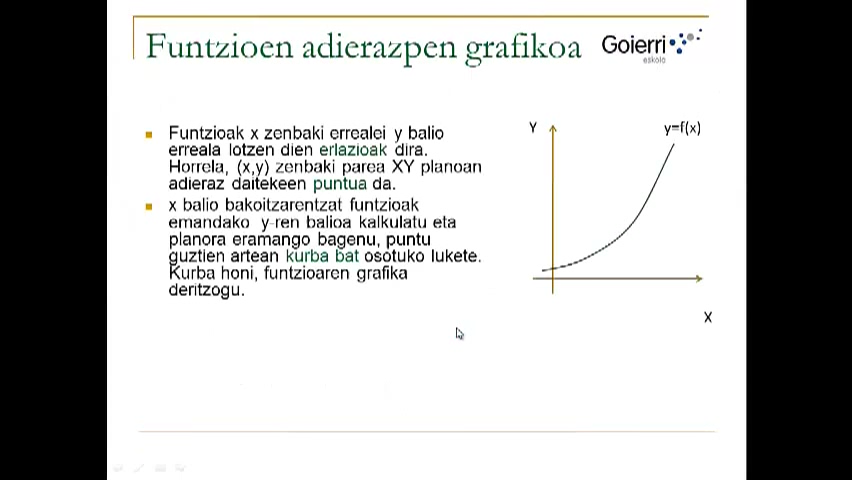 Funtzioen adierazpen grafikoa
Goierri
eskola
Funtzioak x zenbaki errealei y balio
erreala lotzen dien erlazioak dira.
Horrela, (x,y) zenbaki parea XY planoan
adieraz daitekeen puntua da.
x balio bakoitzarentzat funtzioak
emandako y-ren balioa kalkulatu eta
planora eramango bagenu, puntu
guztien artean kurba bat osotuko lukete.
Kurba honi, funtzioaren grafika
deritzogu.
Y
y=f(x)
X